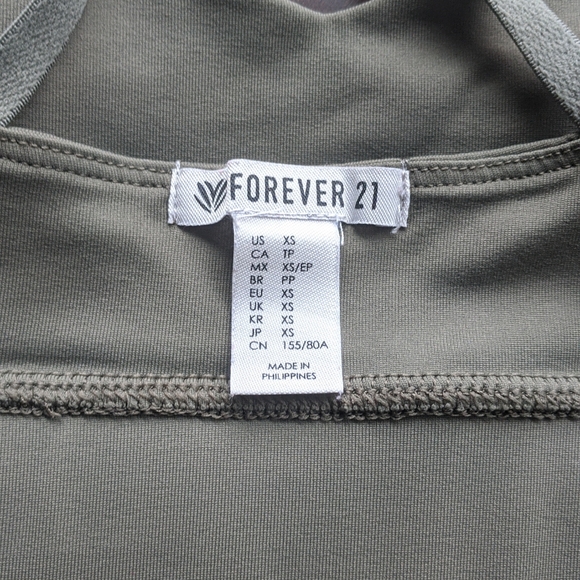 FOREVER 21
US XS
CA TP
MX XS/EP
BR PP
EU XS
UK XS
KR XS
JP XS
CN 155/80A
MADE IN
PHILIPPINES